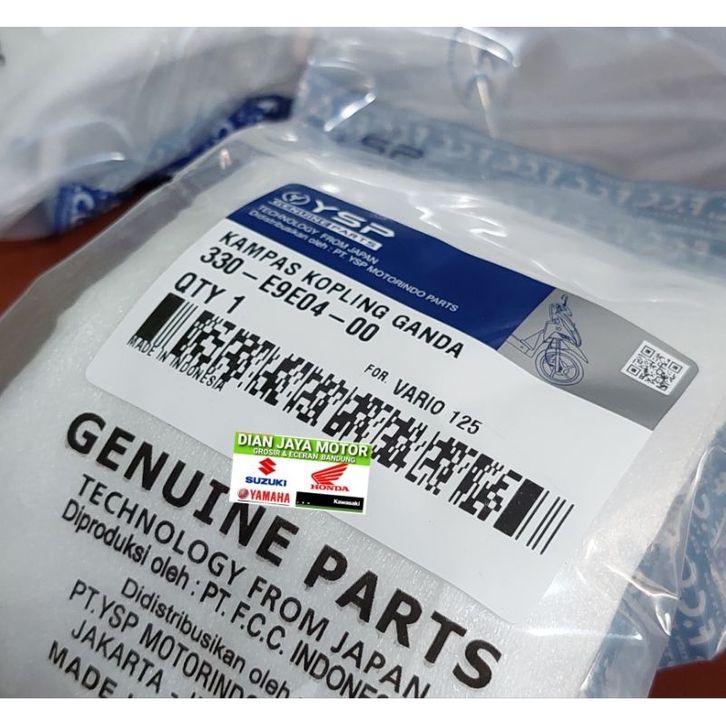 YSP
GENUINE PARTS
TECHNOLOGY FROM JAPAN
Didistribusikan oleh : PT. YSP MOTORINDO PARTS
KAMPAS KOPLING GANDA
330-E9E04-00
QTY 1
FOR. VARIO 125
MADE IN INDONESIA
DIAN JAYA MOTOR
GROSIR & ECERAN BANDUNG
SUZUKI
HONDA
YAMAHA
Kawasaki
GENUINE PARTS
TECHNOLOGY FROM JAPAN
Diproduksi oleh : PT. F.C.C. INDONES
Didistribusikan oleh
PT.YSP MOTORINDO
JAKARTA -
MADE